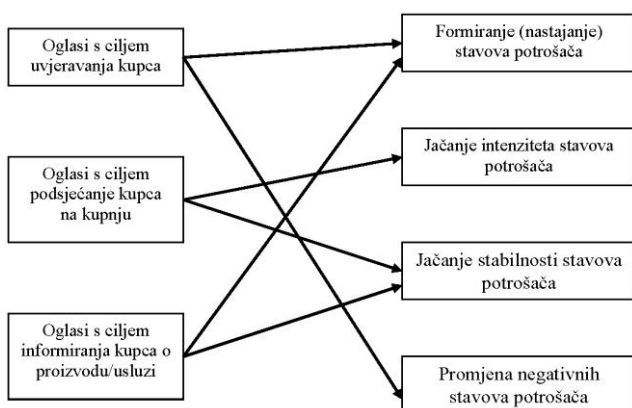 Oglasi s ciljem
uvjeravanja kupca
Oglasi s ciljem
podsjećanje kupca
na kupnju
Oglasi s ciljem
informiranja kupca o
proizvodu/usluzi
Formiranje (nastajanje)
stavova potrošača
Jačanje intenziteta stavova
potrošača
Jačanje stabilnosti stavova
potrošača
Promjena negativnih
stavova potrošača